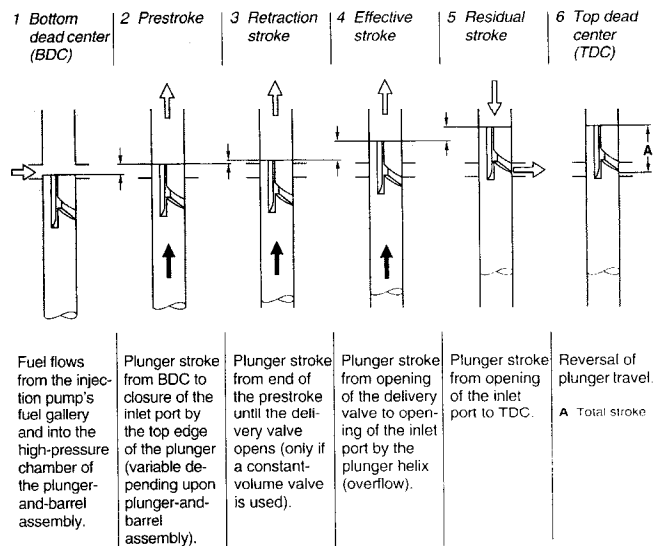 1 Bottom
dead center
(BDC)
2 Prestroke
3 Retraction
stroke
4 Effective
stroke
5 Residual
stroke
6 Top dead
center
(TDC)
A
Fuel flows
from the injec-
tion pump's
fuel gallery
and into the
high-pressure
chamber of
the plunger-
and-barrel
assembly.
Plunger stroke
from BDC to
closure of the
inlet port by
the top edge
of the plunger
(variable de-
pending upon
plunger-and-
barrel
assembly).
Plunger stroke
from end of
the prestroke
until the deli-
very valve
opens (only if
a constant-
volume valve
is used).
Plunger stroke
from opening
of the delivery
valve to open-
ing of the inlet
port by the
plunger helix
(overflow).
Plunger stroke
from opening
of the inlet
port to TDC.
Reversal of
plunger travel.
A Total stroke